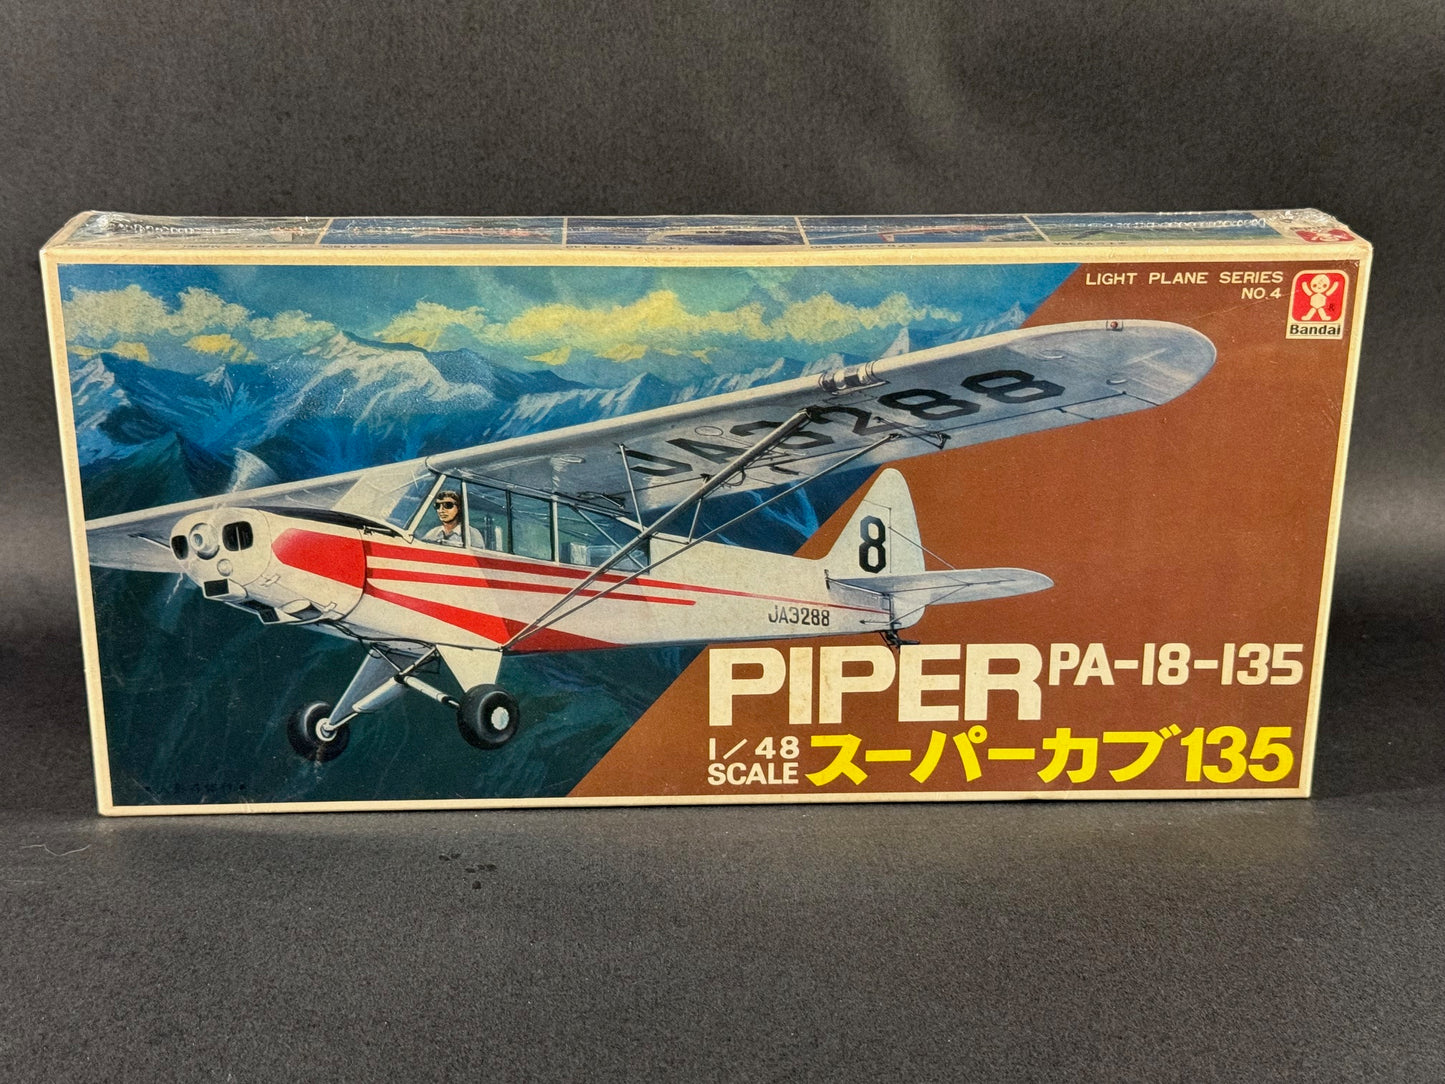 LIGHT PLANE SERIES
NO.4
Bandai
JA3288
8
JA3288
PIPER PA-18-135
1/48
SCALE
スーパーカブ135